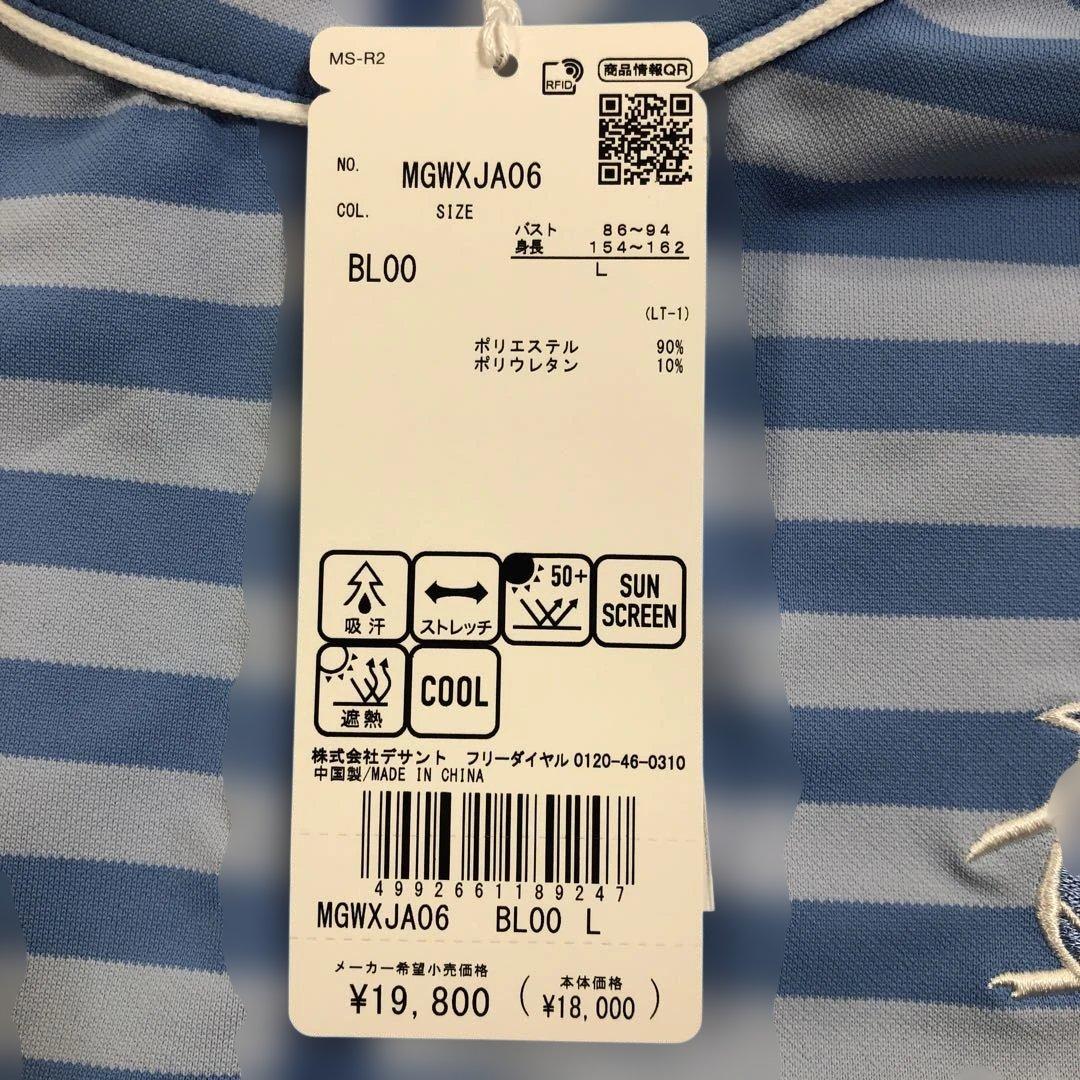 MS-R2
RFID
商品情報QR
NO. MGWXJA06
COL. SIZE
バスト 86～94
身長 154～162
BL00 L
(LT-1)
ポリエステル 90%
ポリウレタン 10%
50+
SUN
SCREEN
吸汗
ストレッチ
COOL
遮熱
株式会社デサント フリーダイヤル 0120-46-0310
中国製/MADE IN CHINA
4992661189247
MGWXJA06 BL00 L
メーカー希望小売価格
¥19,800
本体価格
(¥18,000)